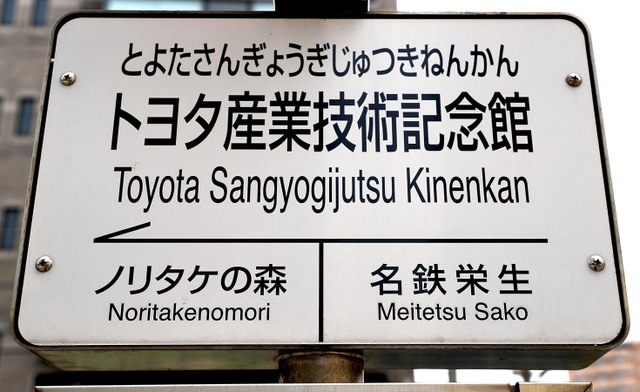 とよたさんぎょうぎじゅつきねんかん
トヨタ産業技術記念館
Toyota Sangyogijutsu Kinenkan
ノリタケの森
Noritakenomori
名鉄栄生
Meitetsu Sako